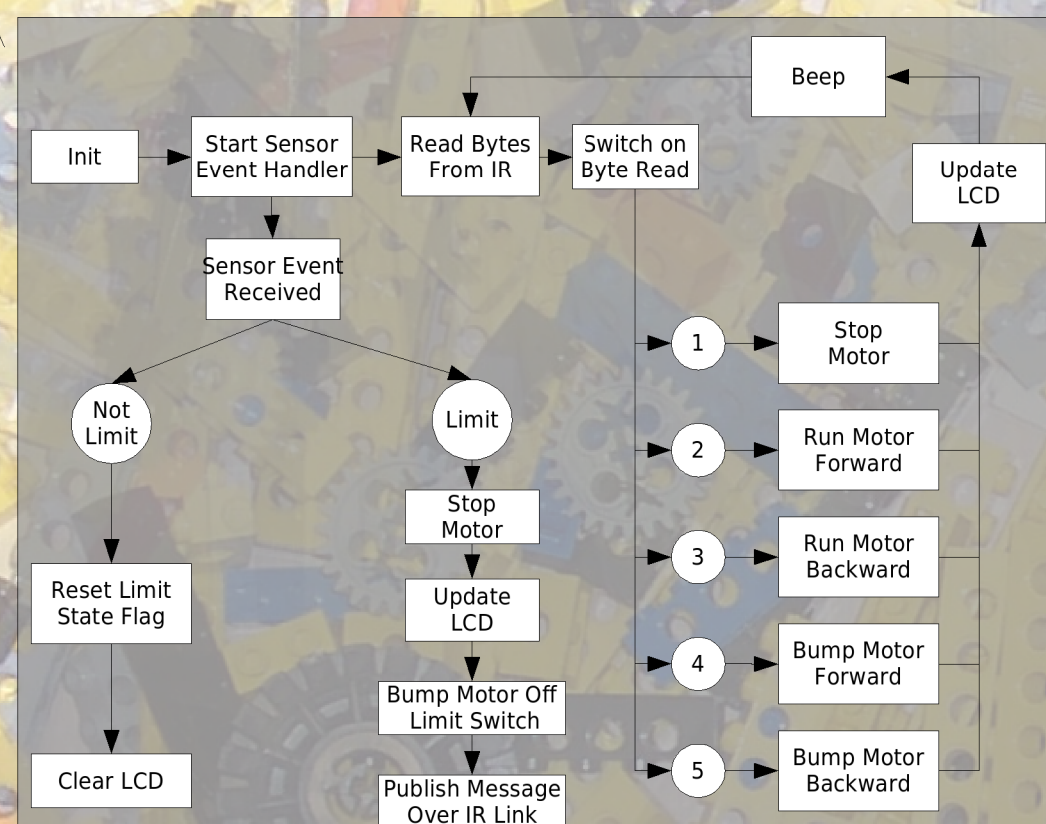 Beep
Init
Start Sensor
Event Handler
Read Bytes
From IR
Switch on
Byte Read
Update
LCD
Sensor Event
Received
Not
Limit
Limit
1
Stop
Motor
2
Run Motor
Forward
Stop
Motor
3
Run Motor
Backward
Reset Limit
State Flag
Update
LCD
4
Bump Motor
Forward
Bump Motor Off
Limit Switch
5
Bump Motor
Backward
Clear LCD
Publish Message
Over IR Link